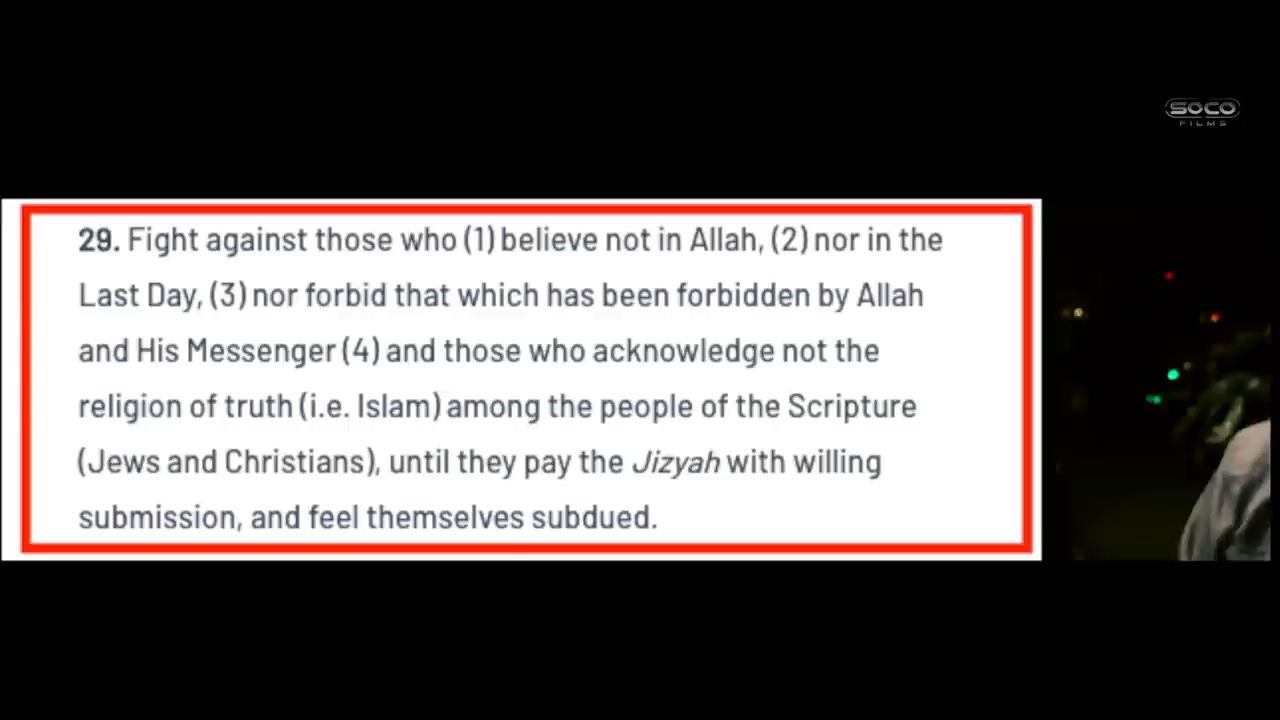 SOCO
FILMS
29. Fight against those who (1) believe not in Allah, (2) nor in the
Last Day, (3) nor forbid that which has been forbidden by Allah
and His Messenger (4) and those who acknowledge not the
religion of truth (i.e. Islam) among the people of the Scripture
(Jews and Christians), until they pay the Jizyah with willing
submission, and feel themselves subdued.